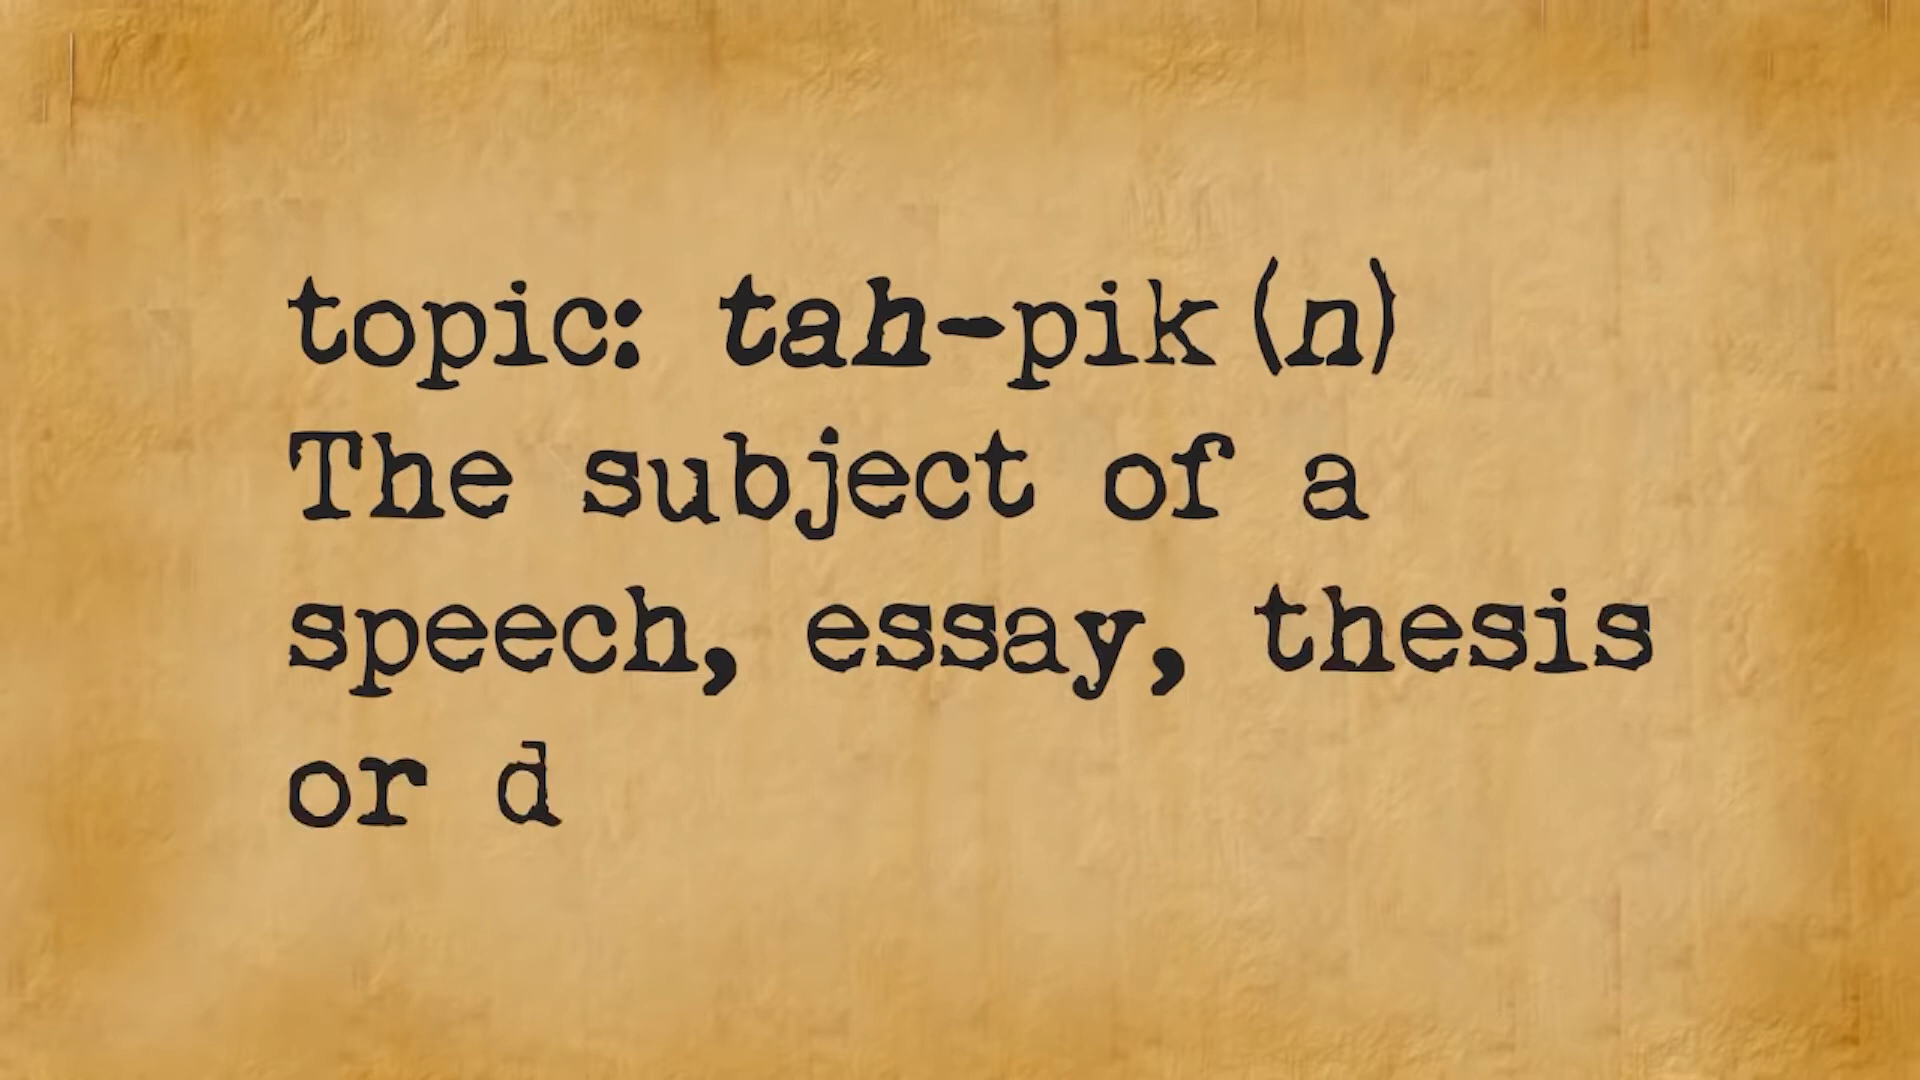 topic: tah-pik(n)
The subject of a
speech, essay, thesis
or d